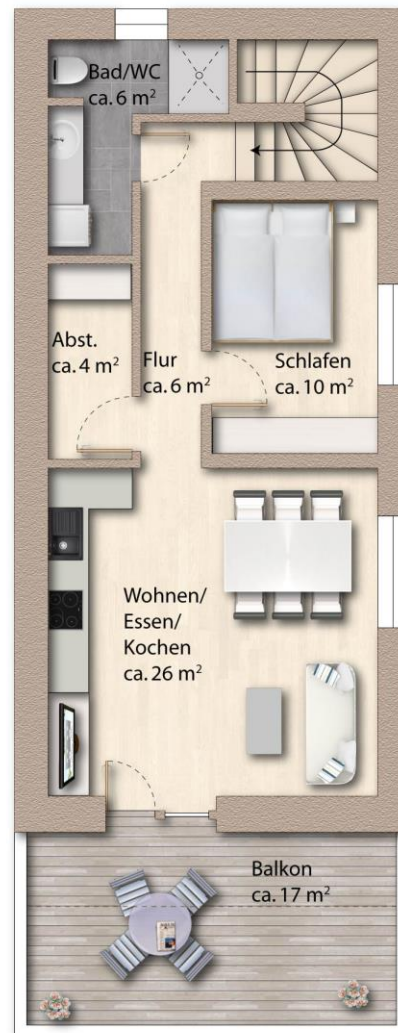 Bad/WC
ca. 6 m²
Abst.
ca. 4 m²
Flur
ca. 6 m²
Schlafen
ca. 10 m²
Wohnen/
Essen/
Kochen
ca. 26 m²
Balkon
ca. 17 m²